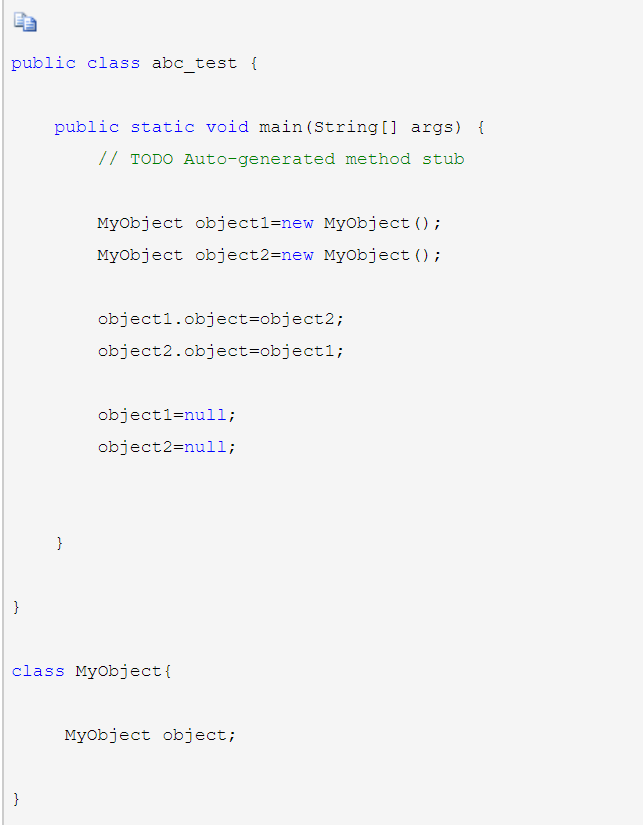 public class abc_test {
public static void main(String[] args) {
// TODO Auto-generated method stub
MyObject object1=new MyObject();
MyObject object2=new MyObject();
object1.object=object2;
object2.object=object1;
object1=null;
object2=null;
}
}
class MyObject{
MyObject object;
}